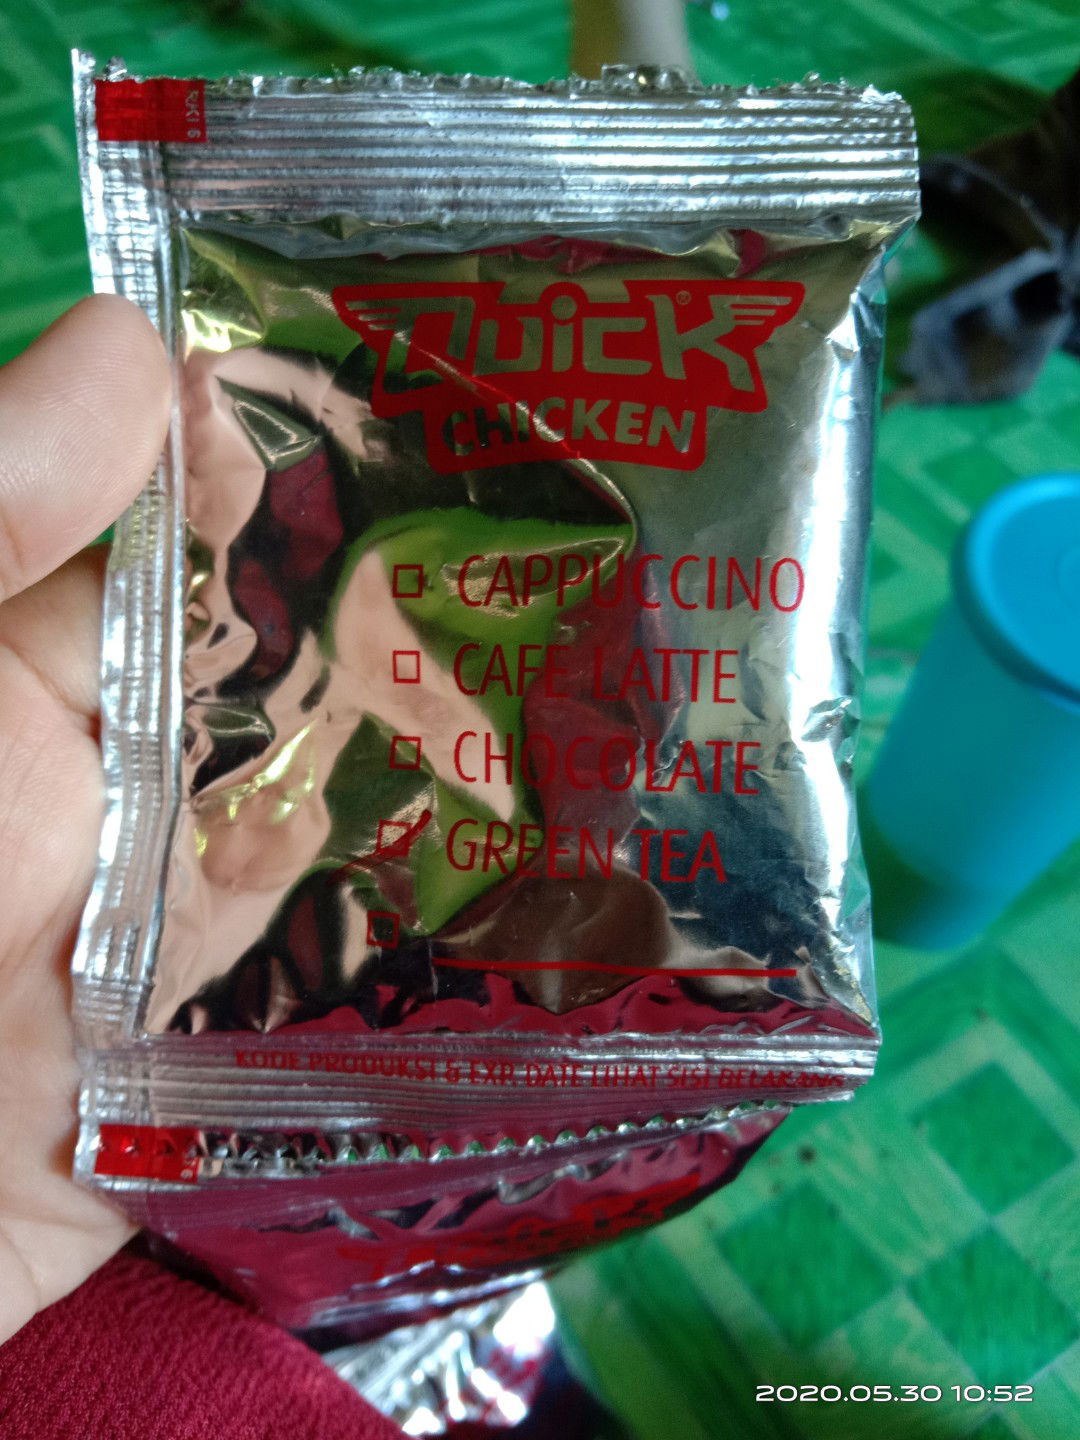 QUICK®
CHICKEN
CAPPUCCINO
CAFE LATTE
CHOCOLATE
GREEN TEA
KODE PRODUKSI & EXP. DATE LIHAT SISI BELAKANG
2020.05.30 10:52